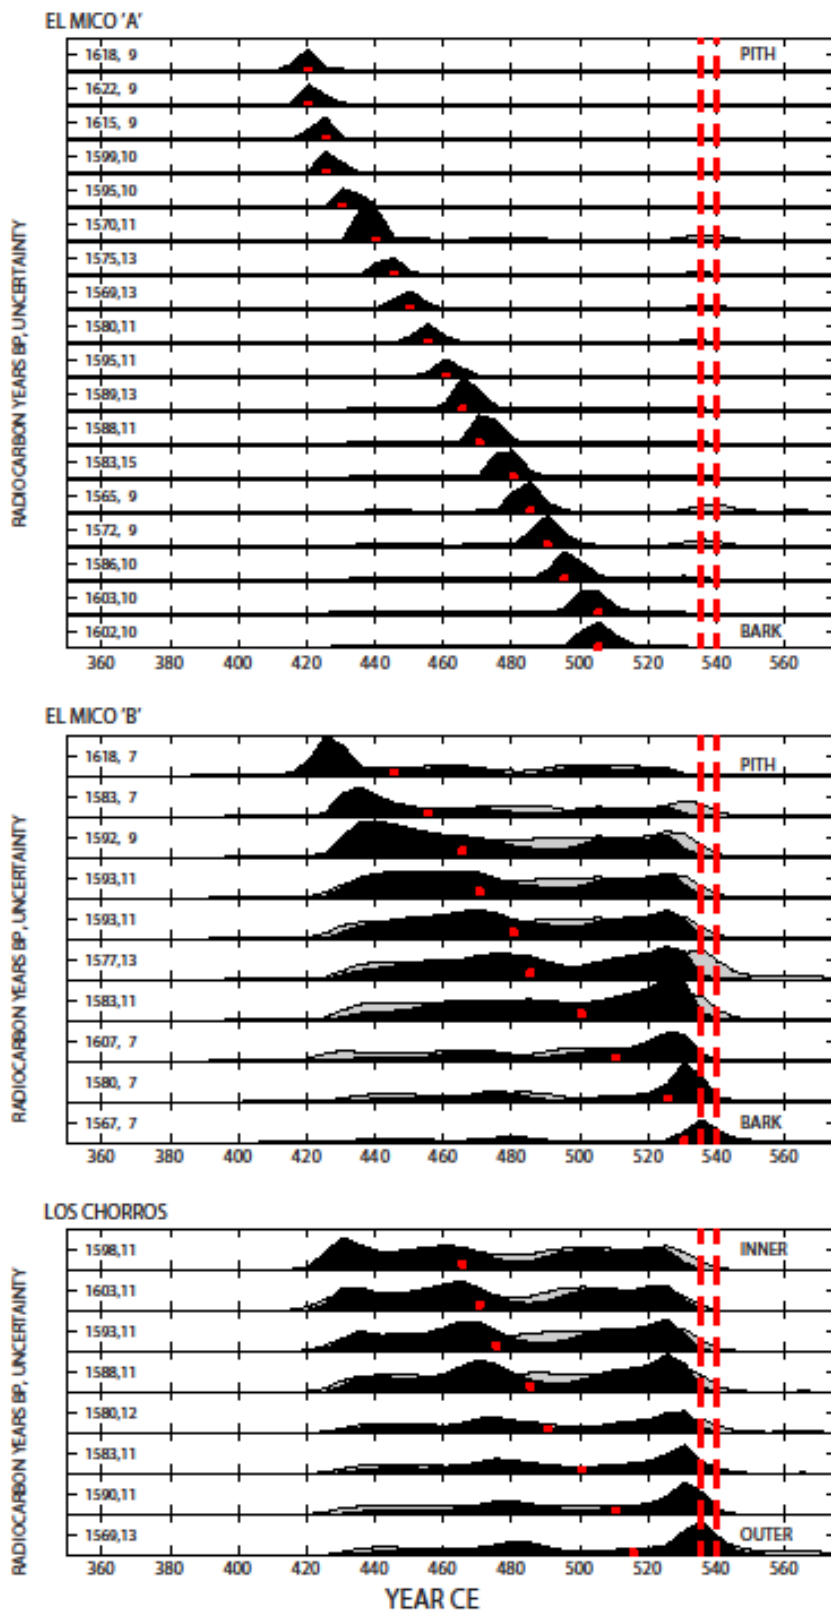 EL MICO 'A'
RADIOCARBON YEARS BP, UNCERTAINTY
1618, 9 PITH
1622, 9
1615, 9
1599,10
1595,10
1570,11
1575,13
1569,13
1580,11
1595,11
1589,13
1588,11
1583,15
1565, 9
1572, 9
1586,10
1603,10
1602,10 BARK
360 380 400 420 440 460 480 500 520 540 560
EL MICO 'B'
RADIOCARBON YEARS BP, UNCERTAINTY
1618, 7 PITH
1583, 7
1592, 9
1593,11
1593,11
1577,13
1583,11
1607, 7
1580, 7
1567, 7 BARK
360 380 400 420 440 460 480 500 520 540 560
LOS CHORROS
RADIOCARBON YEARS BP, UNCERTAINTY
1598,11 INNER
1603,11
1593,11
1588,11
1580,12
1583,11
1590,11
1569,13 OUTER
360 380 400 420 440 460 480 500 520 540 560
YEAR CE